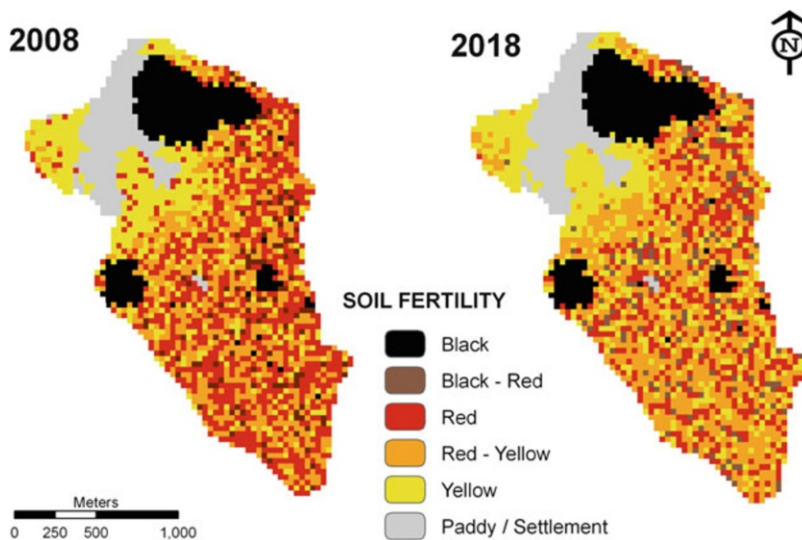 2008
2018
N
SOIL FERTILITY
Black
Black - Red
Red
Red - Yellow
Yellow
Paddy / Settlement
Meters
0 250 500 1,000